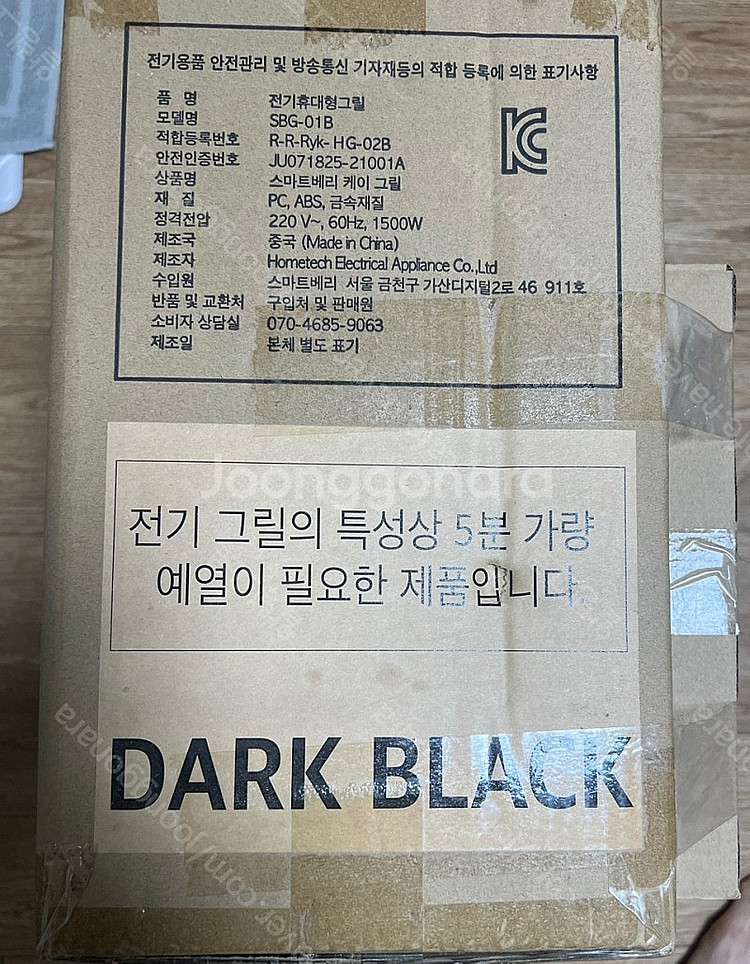 전기용품 안전관리 및 방송통신 기자재등의 적합 등록에 의한 표기사항
품 명 전기휴대형그릴
모델명 SBG-01B
적합등록번호 R-R-Ryk- HG-02B
안전인증번호 JU071825-21001A
상품명 스마트베리 케이 그릴
재 질 PC, ABS, 금속재질
정격전압 220 V~, 60Hz, 1500W
제조국 중국 (Made in China)
제조자 Hometech Electrical Appliance Co.,Ltd
수입원 스마트베리 서울 금천구 가산디지털2로 46 911호
반품 및 교환처 구입처 및 판매원
소비자 상담실 070-4685-9063
제조일 본체 별도 표기
Joonggonara
전기 그릴의 특성상 5분 가량
예열이 필요한 제품입니다.
DARK BLACK